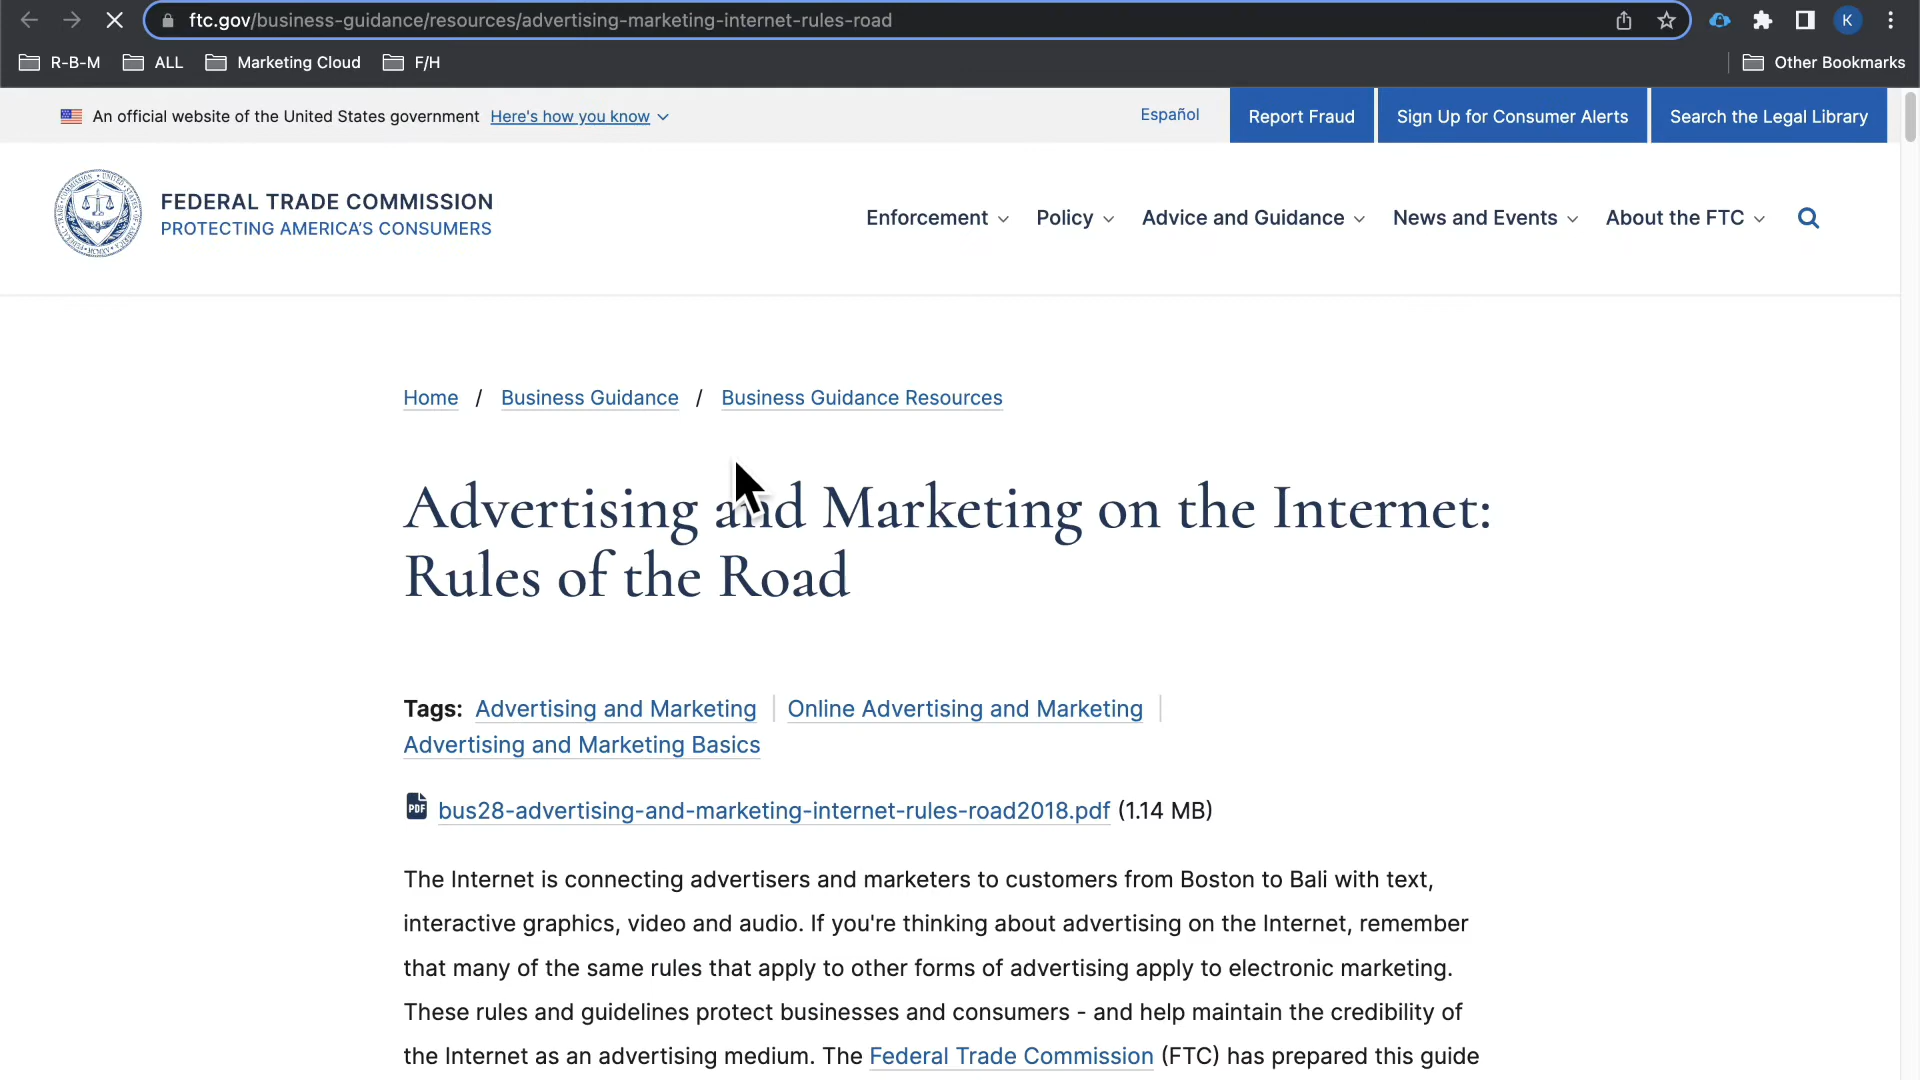 ftc.gov/business-guidance/resources/advertising-marketing-internet-rules-road
K
R-B-M ALL Marketing Cloud F/H Other Bookmarks
An official website of the United States government Here's how you know Español Report Fraud Sign Up for Consumer Alerts Search the Legal Library
FEDERAL TRADE COMMISSION
PROTECTING AMERICA'S CONSUMERS
Enforcement Policy Advice and Guidance News and Events About the FTC
Home / Business Guidance / Business Guidance Resources
Advertising and Marketing on the Internet:
Rules of the Road
Tags: Advertising and Marketing Online Advertising and Marketing
Advertising and Marketing Basics
PDF bus28-advertising-and-marketing-internet-rules-road2018.pdf (1.14 MB)
The Internet is connecting advertisers and marketers to customers from Boston to Bali with text,
interactive graphics, video and audio. If you're thinking about advertising on the Internet, remember
that many of the same rules that apply to other forms of advertising apply to electronic marketing.
These rules and guidelines protect businesses and consumers - and help maintain the credibility of
the Internet as an advertising medium. The Federal Trade Commission (FTC) has prepared this guide